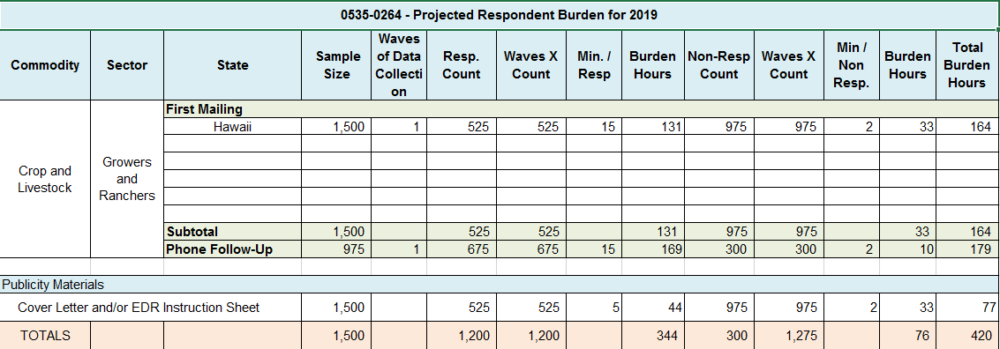 0535-0264 - Projected Respondent Burden for 2019
Commodity Sector State Sample Size Waves of Data Collecti on Resp. Count Waves X Count Min. / Resp Burden Hours Non-Resp Count Waves X Count Min / Non Resp. Burden Hours Total Burden Hours
Crop and Livestock Growers and Ranchers
First Mailing
Hawaii 1,500 1 525 525 15 131 975 975 2 33 164
Subtotal 1,500 525 525 131 975 975 33 164
Phone Follow-Up 975 1 675 675 15 169 300 300 2 10 179
Publicity Materials
Cover Letter and/or EDR Instruction Sheet 1,500 525 525 5 44 975 975 2 33 77
TOTALS 1,500 1,200 1,200 344 300 1,275 76 420